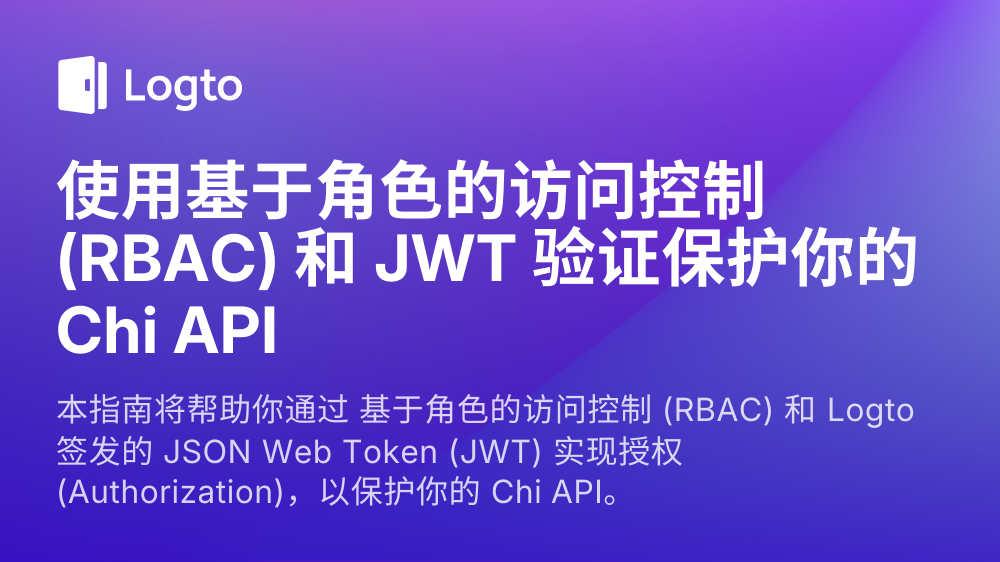 Logto
使用基于角色的访问控制
(RBAC) 和 JWT 验证保护你的
Chi API
本指南将帮助你通过 基于角色的访问控制 (RBAC) 和 Logto
签发的 JSON Web Token (JWT) 实现授权
(Authorization)，以保护你的 Chi API。